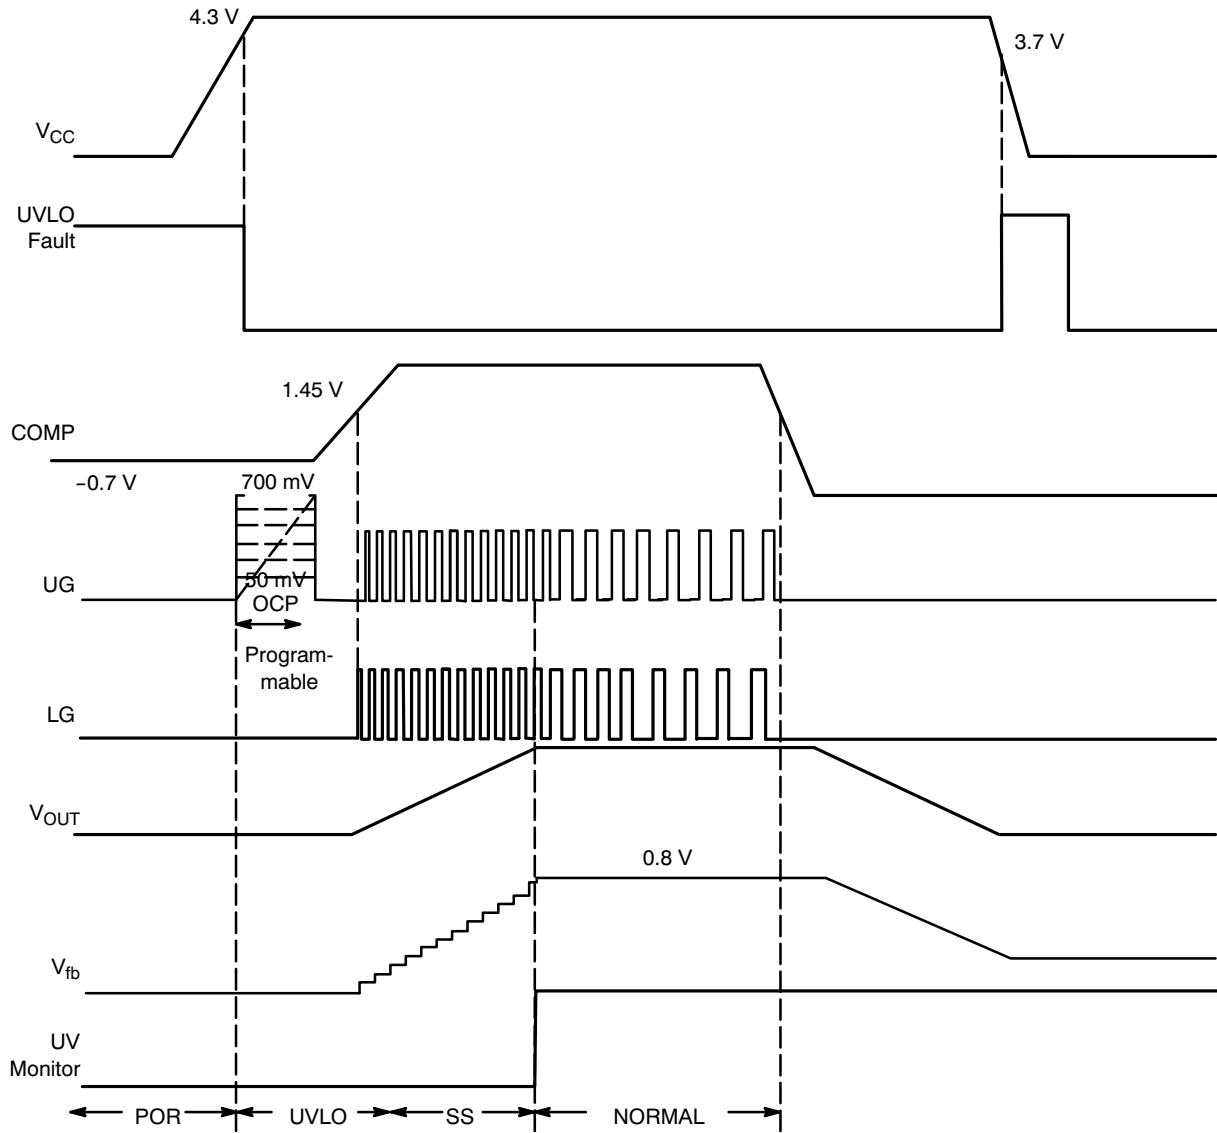 4.3 V
3.7 V
VCC
UVLO
Fault
1.45 V
COMP
−0.7 V
700 mV
UG
50 mV
OCP
Program-
mable
LG
VOUT
0.8 V
Vfb
UV
Monitor
POR
UVLO
SS
NORMAL